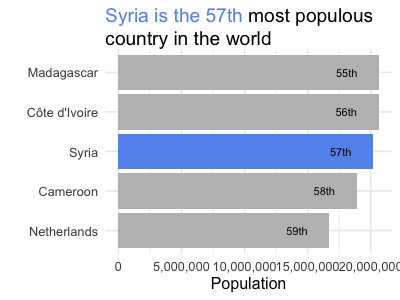 Syria is the 57th most populous
country in the world
Madagascar
55th
Côte d'Ivoire
56th
Syria
57th
Cameroon
58th
Netherlands
59th
0 5,000,000 10,000,000 15,000,000 20,000,000
Population